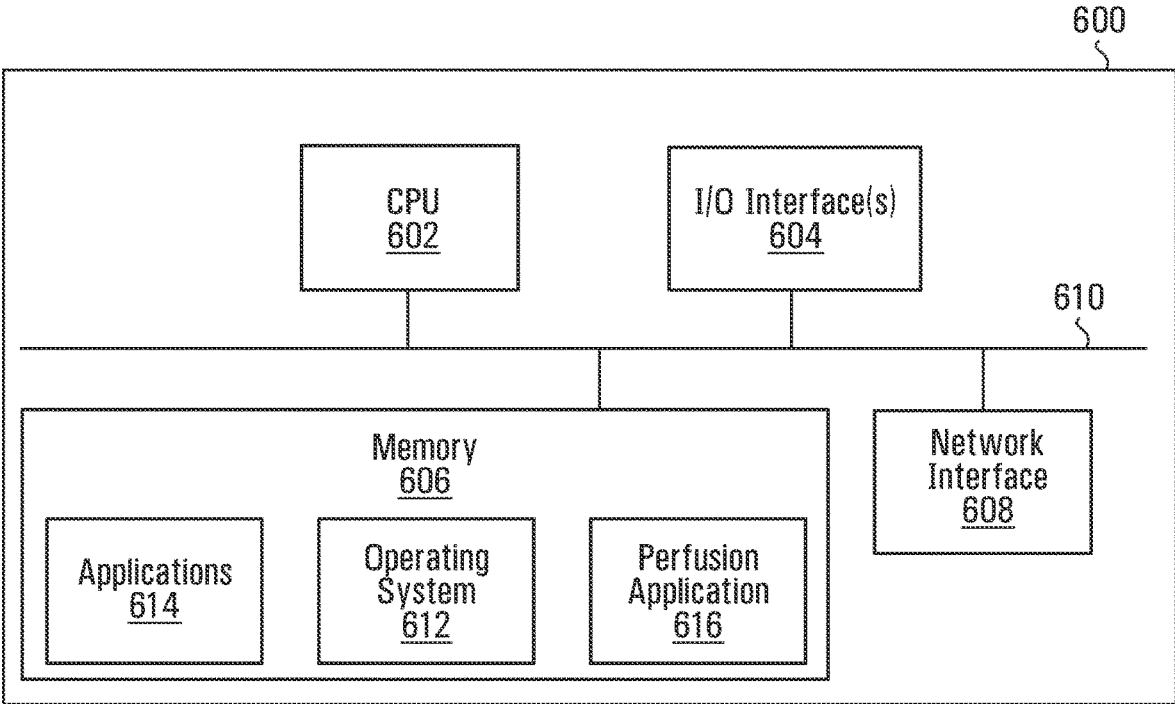 600
CPU
602
I/O Interface(s)
604
610
Memory
606
Network
Interface
608
Applications
614
Operating
System
612
Perfusion
Application
616